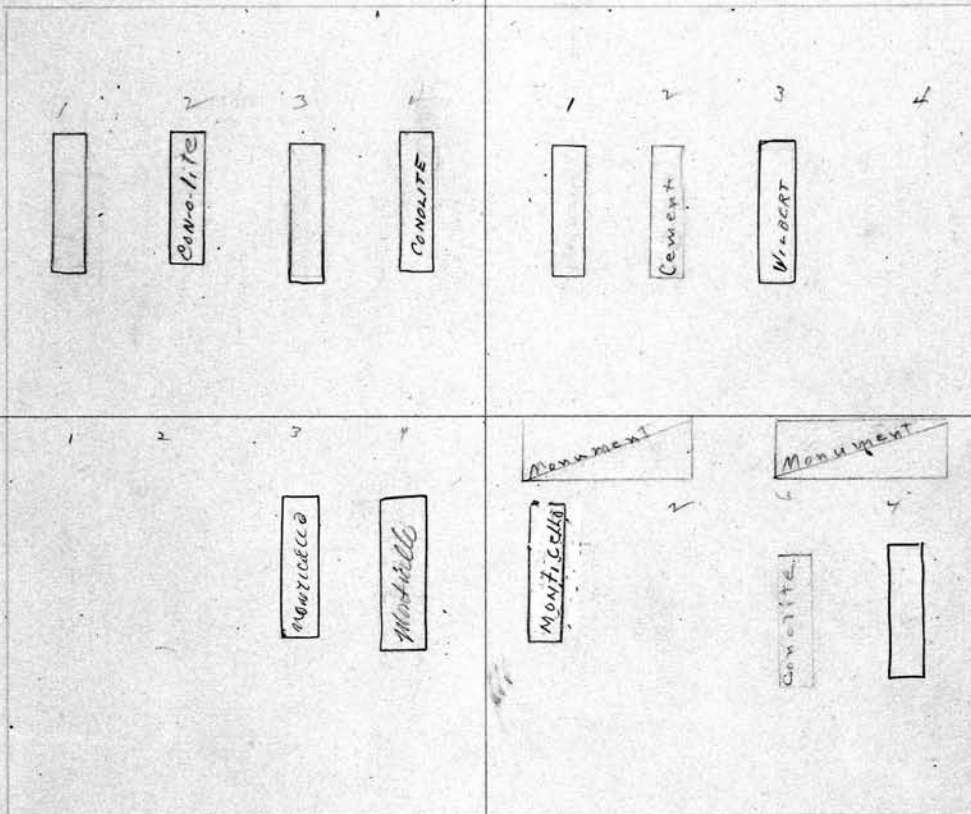 1 2 3 4
Con-o-lite
CONOLITE
1 2 3 4
Cement
WILBERT
1 2 3 4
MONTICELLO
Monticello
Monument
Monument
2 4
MONTICELLO
Conolite